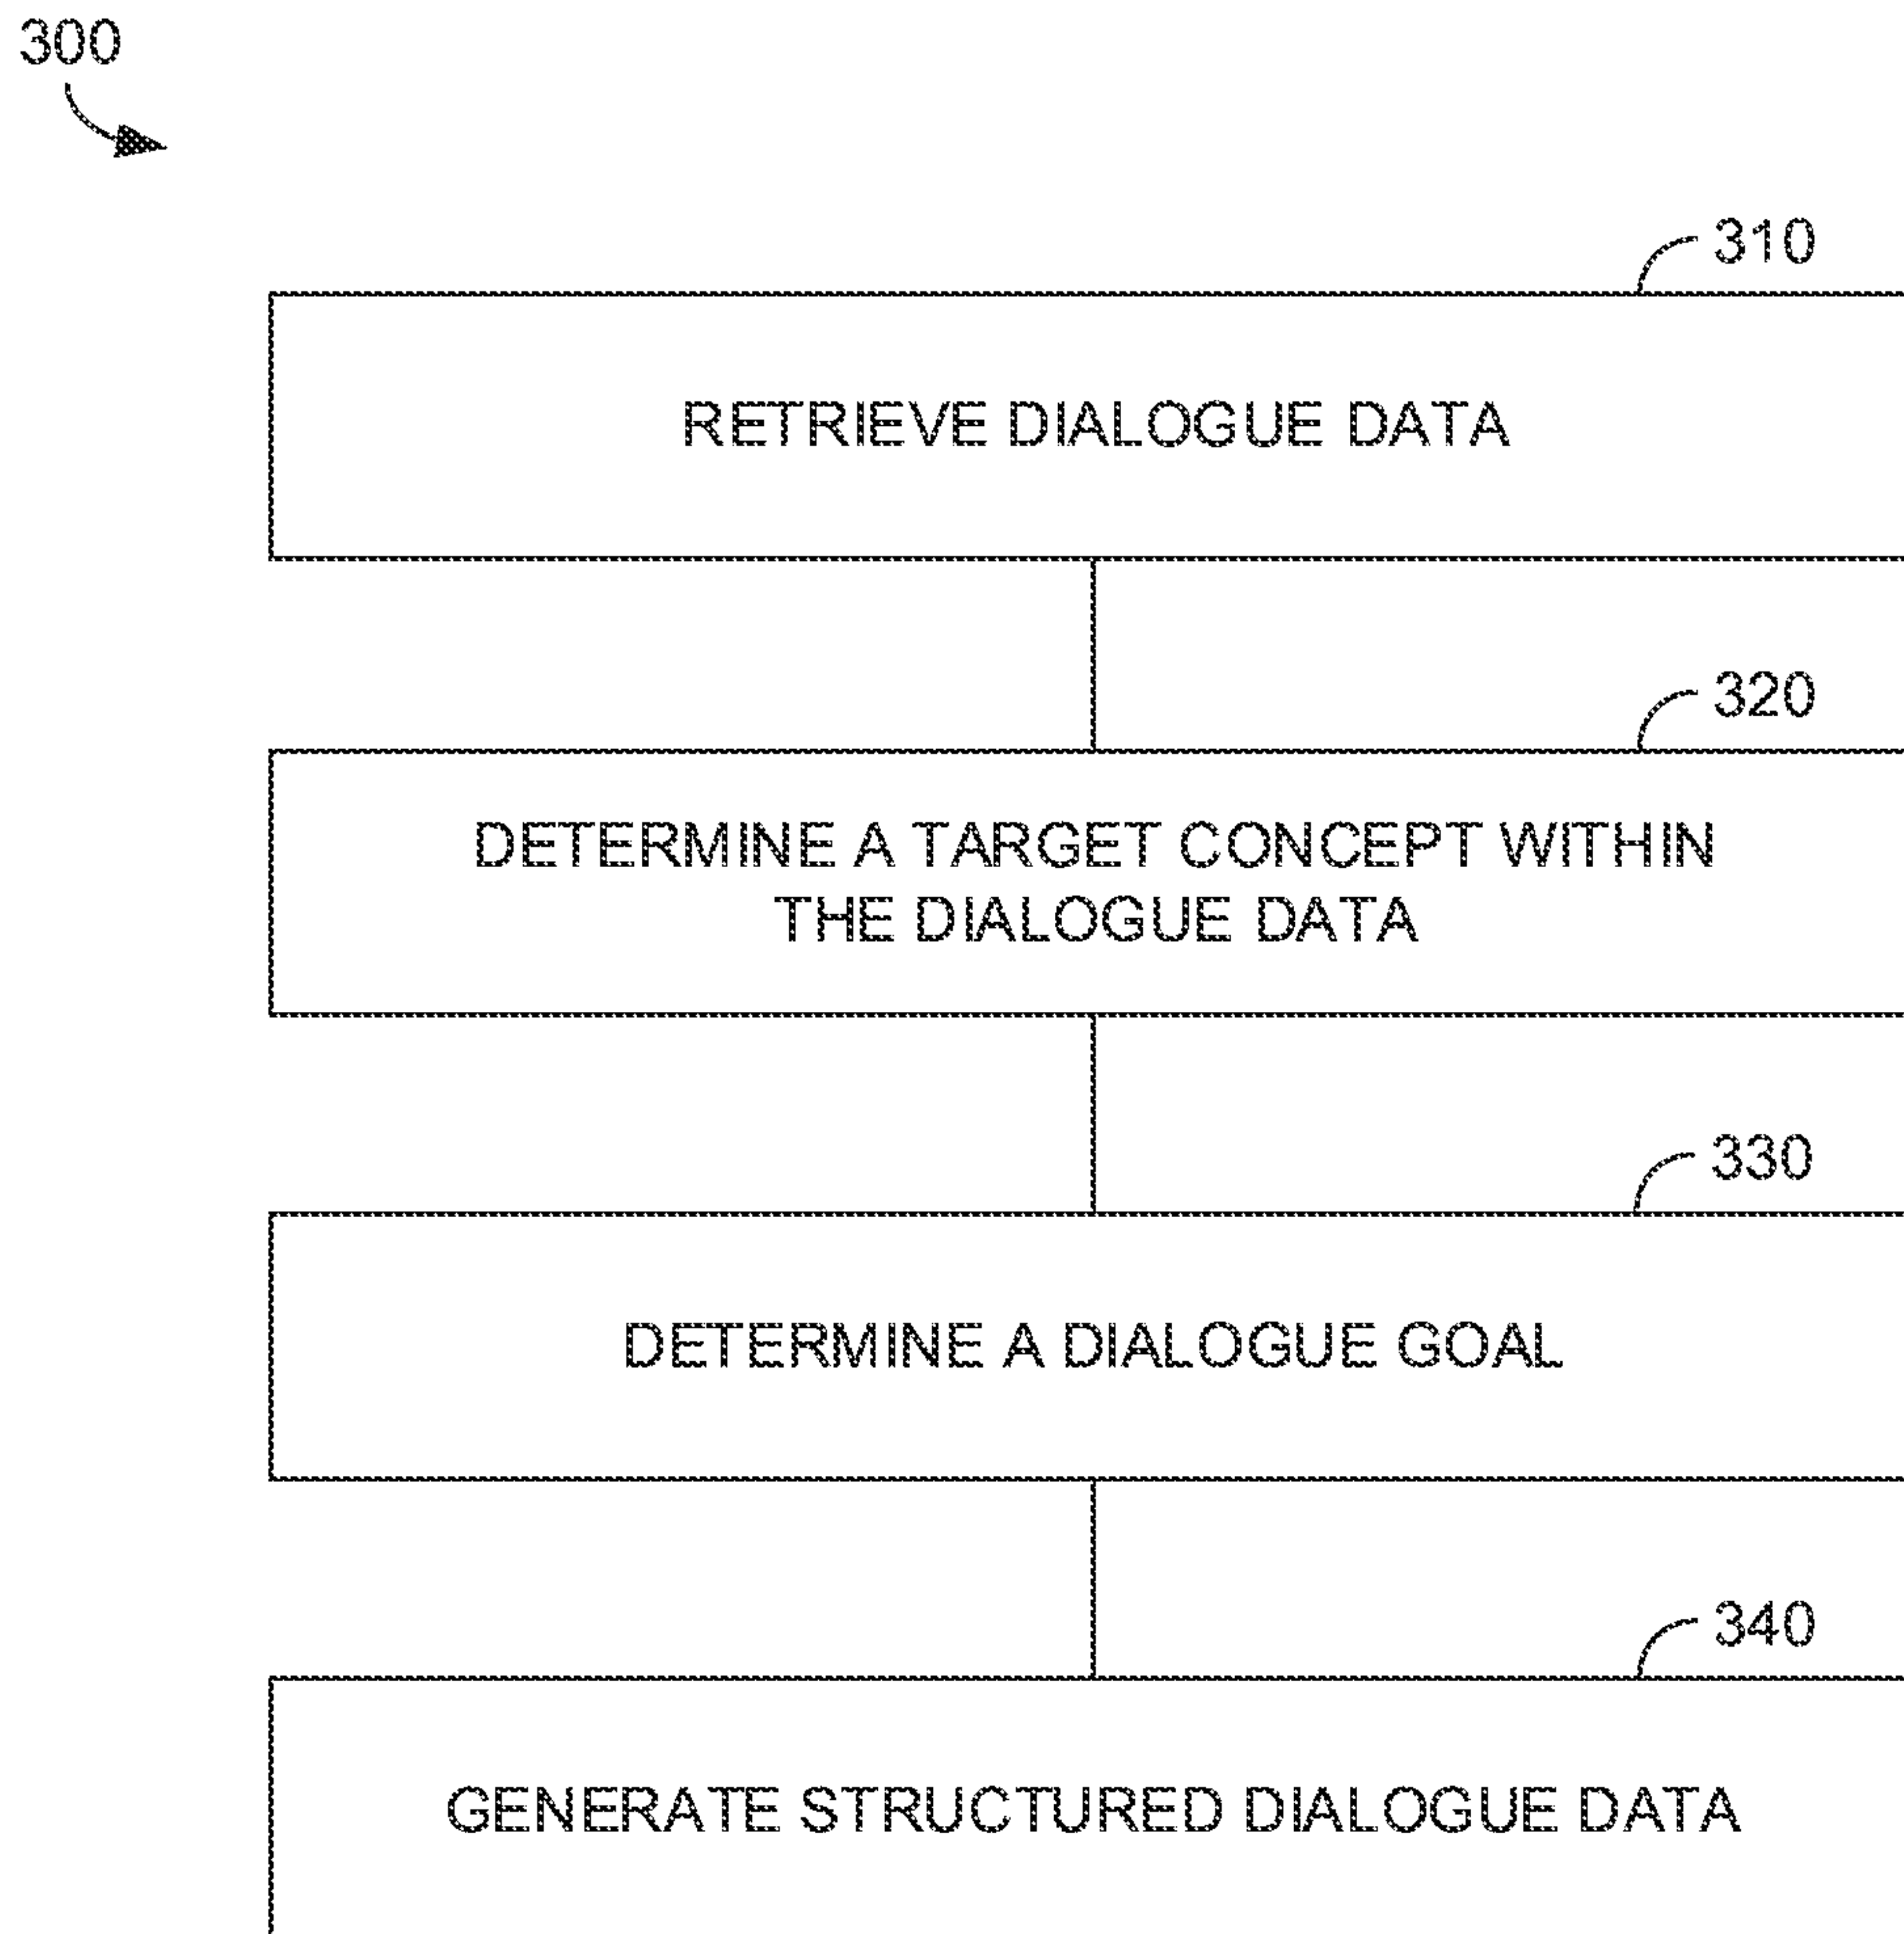 300
310
RETRIEVE DIALOGUE DATA
320
DETERMINE A TARGET CONCEPT WITHIN
THE DIALOGUE DATA
330
DETERMINE A DIALOGUE GOAL
340
GENERATE STRUCTURED DIALOGUE DATA